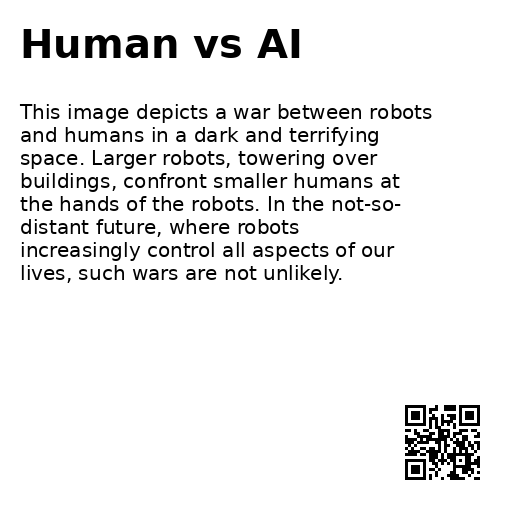 Human vs AI
This image depicts a war between robots
and humans in a dark and terrifying
space. Larger robots, towering over
buildings, confront smaller humans at
the hands of the robots. In the not-so-
distant future, where robots
increasingly control all aspects of our
lives, such wars are not unlikely.